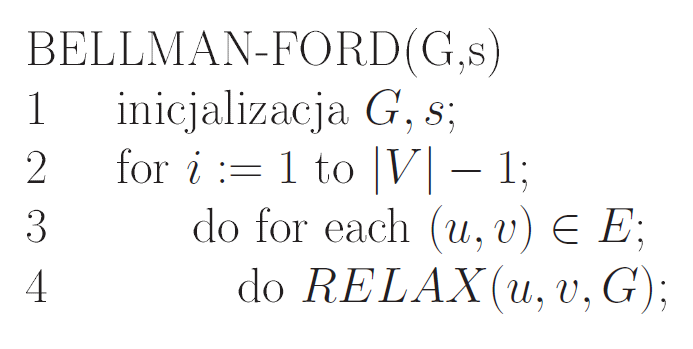 BELLMAN-FORD(G,s)
1 inicjalizacja G, s;
2 for i := 1 to |V| − 1;
3 do for each (u, v) ∈ E;
4 do RELAX(u, v, G);